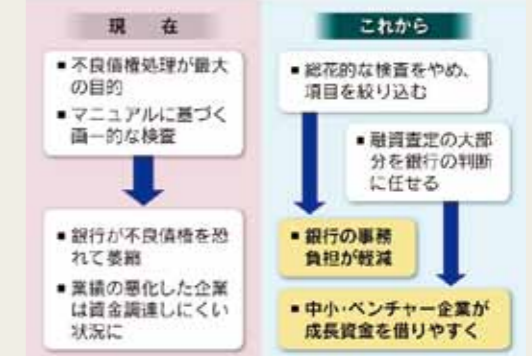 現 在
■ 不良債権処理が最大
の目的
■ マニュアルに基づく
画一的な検査
■ 銀行が不良債権を恐
れて萎縮
■ 業績の悪化した企業
は資金調達しにくい
状況に
これから
■ 総花的な検査をやめ、
項目を絞り込む
■ 融資査定の大部
分を銀行の判断
に任せる
■ 銀行の事務
負担が軽減
■ 中小・ベンチャー企業が
成長資金を借りやすく